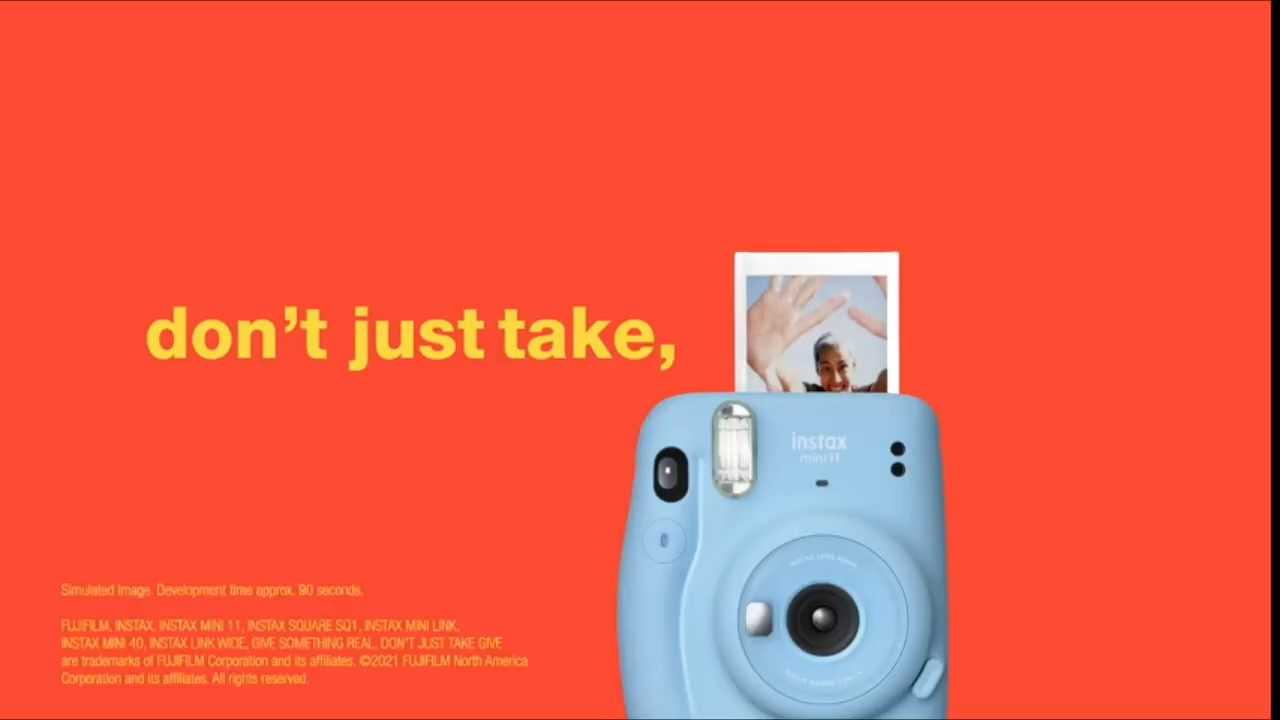 don't just take,
instax
mini 11
Simulated Image. Development time approx. 90 seconds.
FUJIFILM, INSTAX, INSTAX MINI 11, INSTAX SQUARE SQ1, INSTAX MINI LINK,
INSTAX MINI 40, INSTAX LINK WIDE, GIVE SOMETHING REAL, DON'T JUST TAKE GIVE
are trademarks of FUJIFILM Corporation and its affiliates. ©2021 FUJIFILM North America
Corporation and its affiliates. All rights reserved.